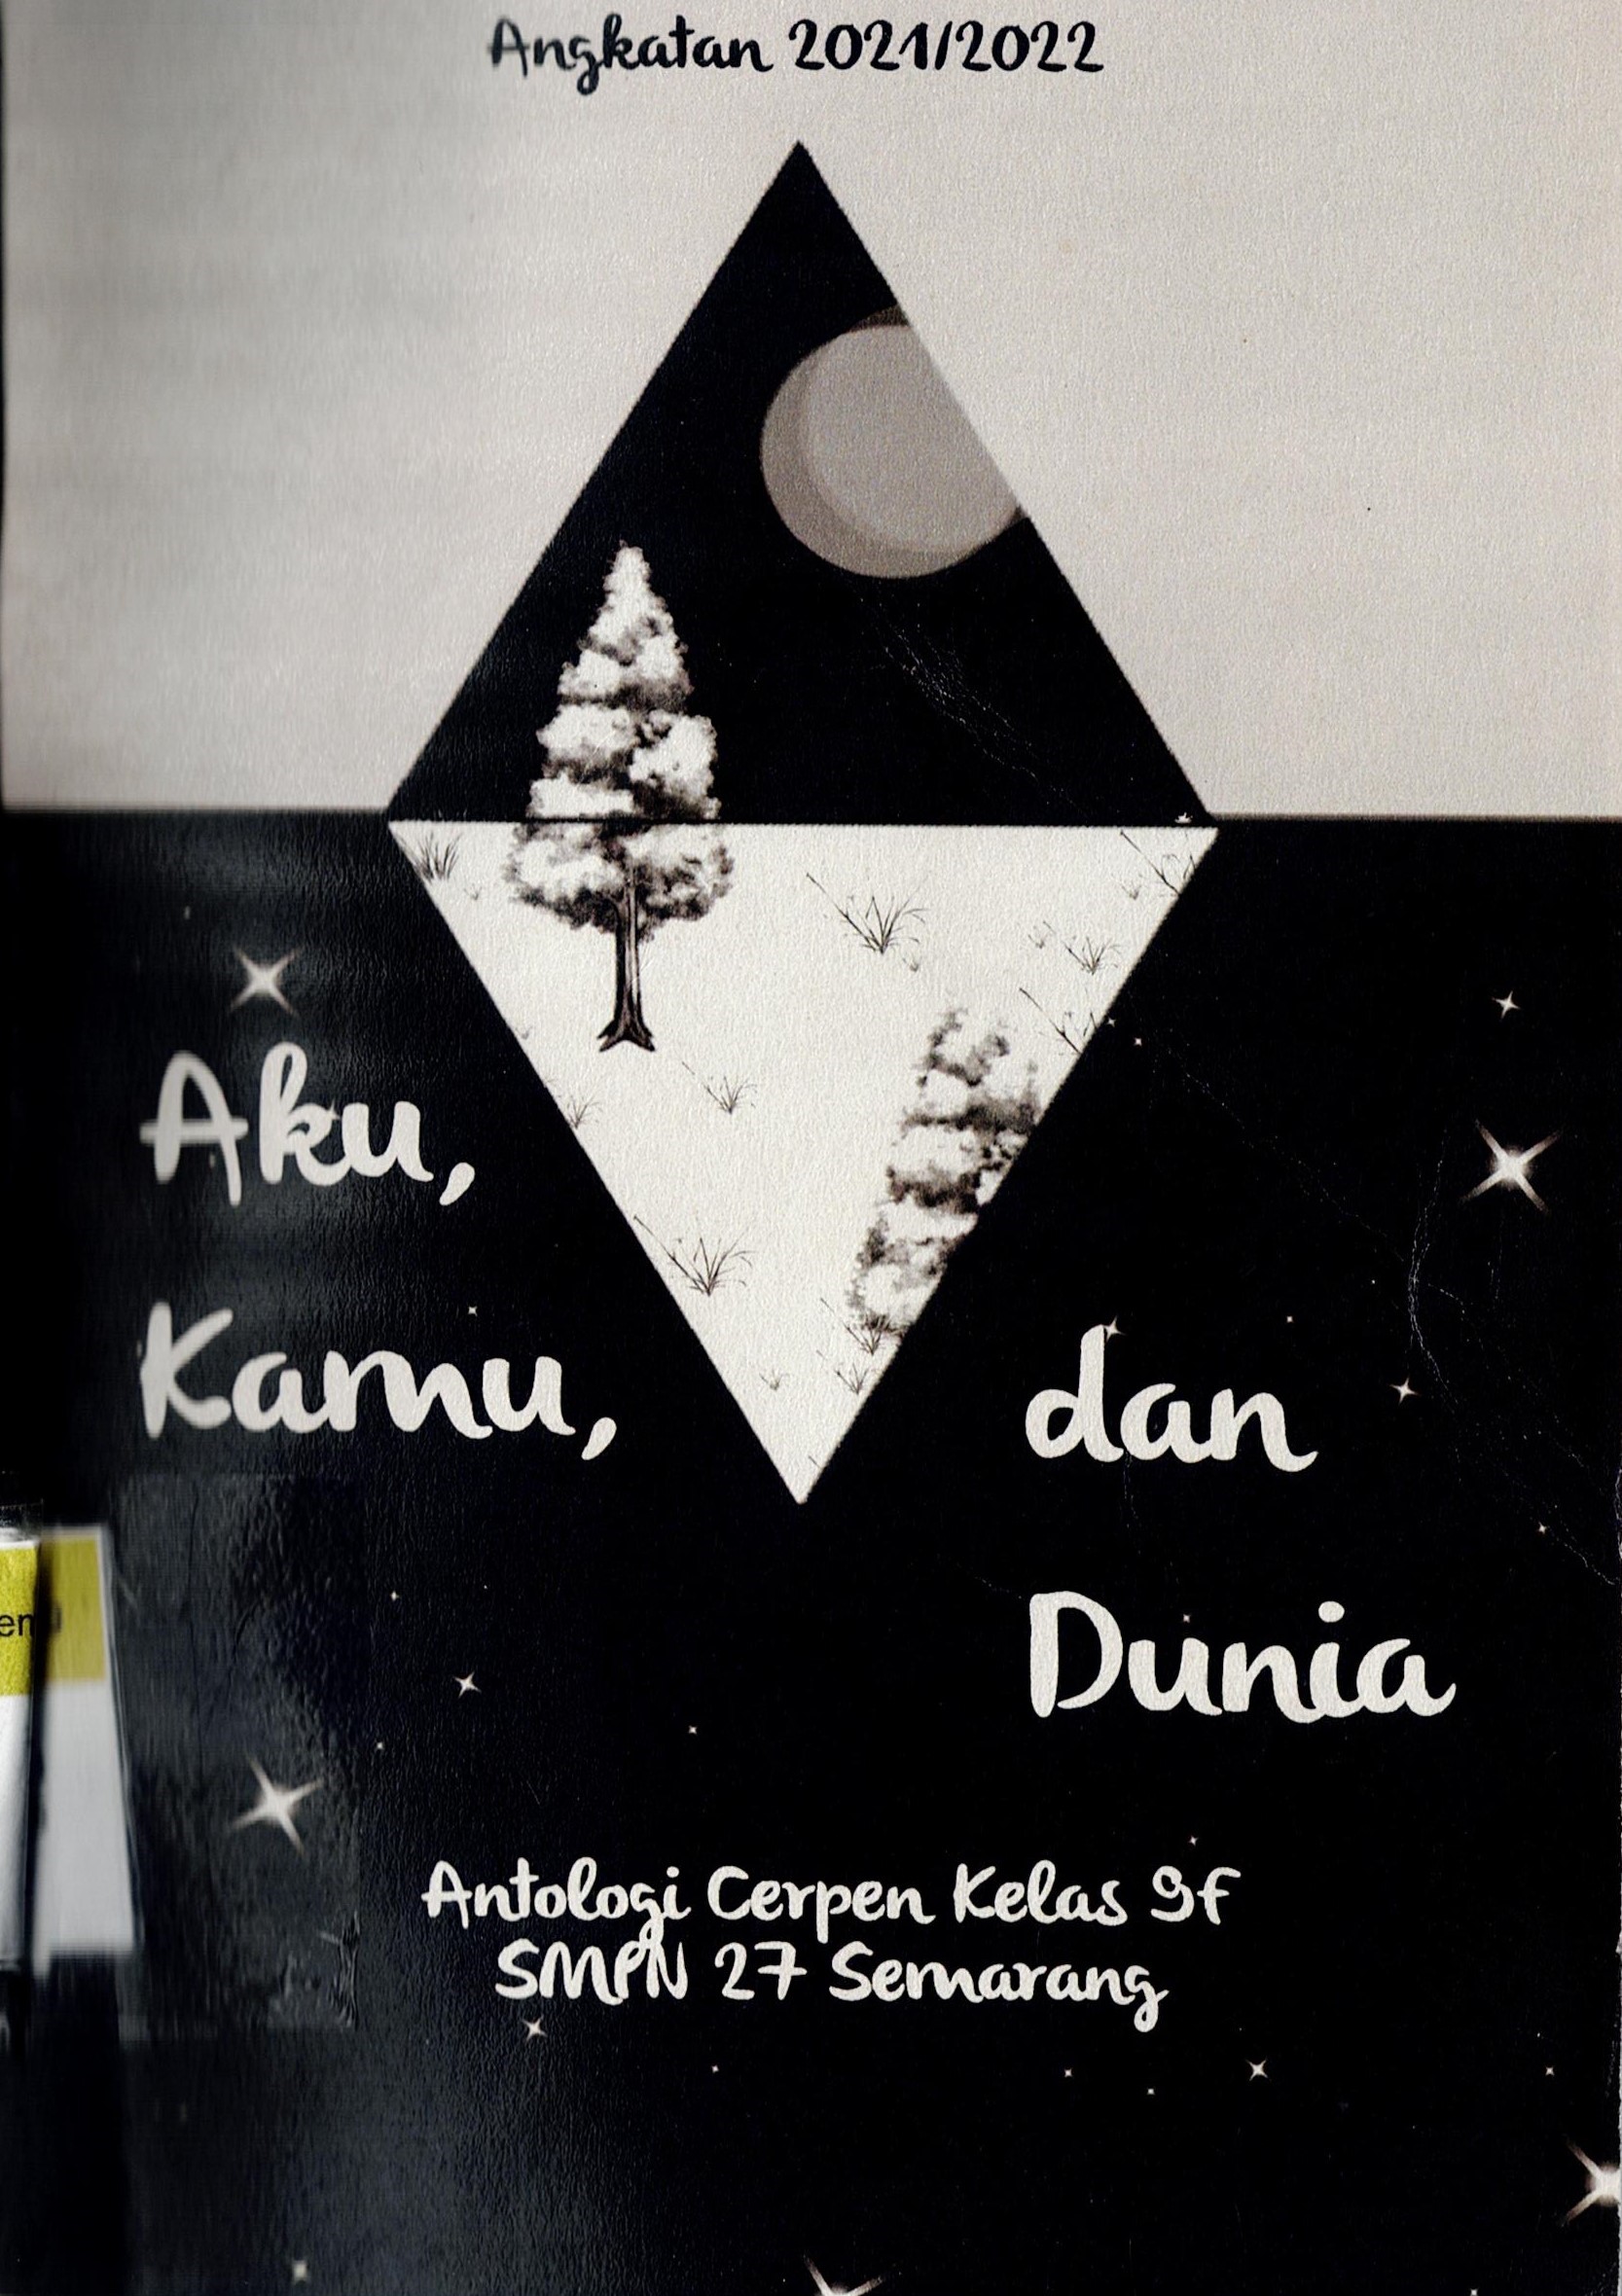 Angkatan 2021/2022
Aku,
Kamu,
dan
Dunia
Antologi Cerpen Kelas 9f
SMPN 27 Semarang